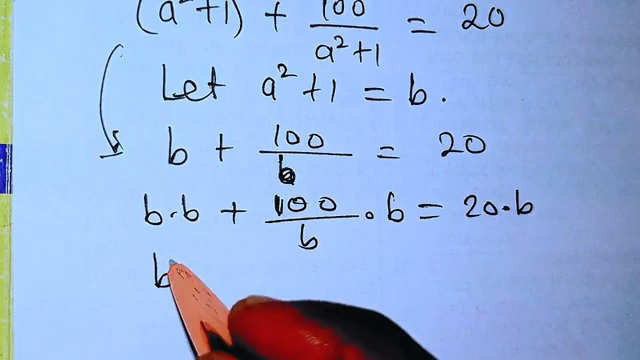 (a²+1) + 100/(a²+1) = 20
Let a²+1 = b.
b + 100/b = 20
b·b + 100/b·b = 20·b
b